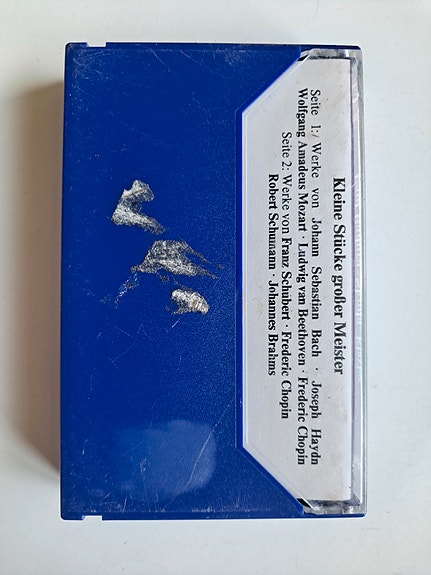 Kleine Stücke großer Meister
Seite 1: Werke von Johann Sebastian Bach · Joseph Haydn
Wolfgang Amadeus Mozart · Ludwig van Beethoven · Frederic Chopin
Seite 2: Werke von Franz Schubert · Frederic Chopin
Robert Schumann · Johannes Brahms